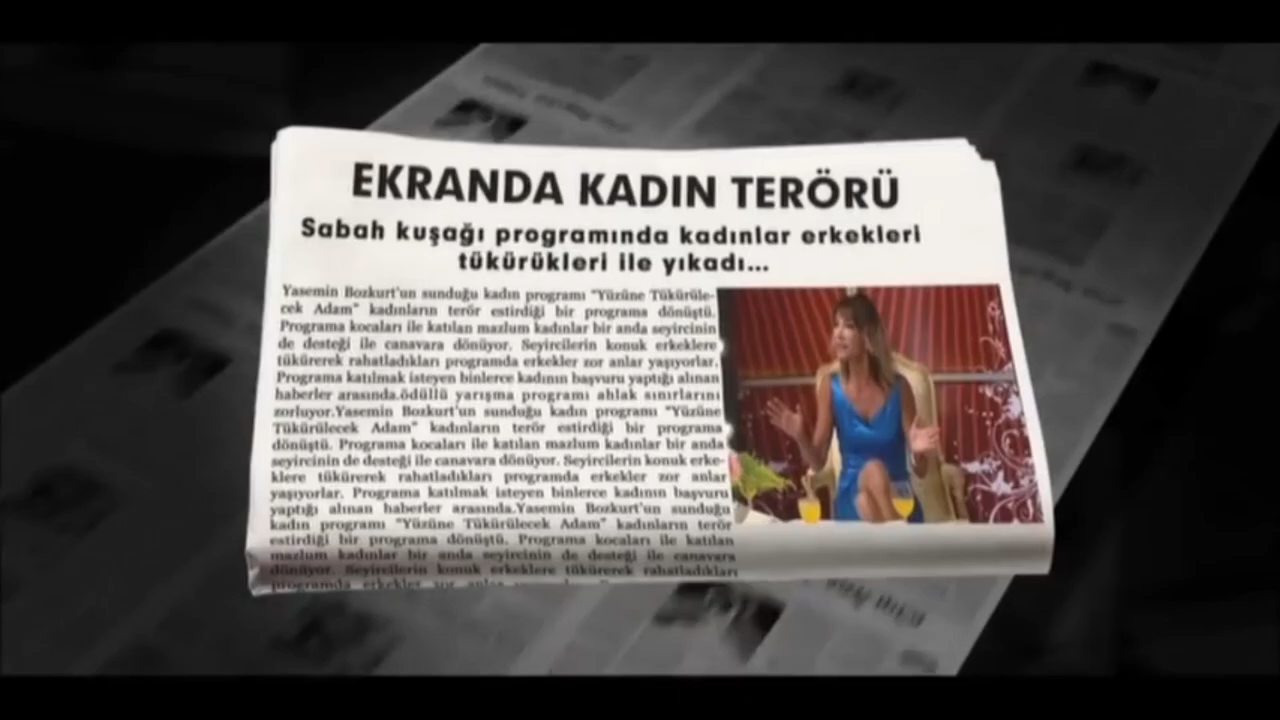 EKRANDA KADIN TERÖRÜ
Sabah kuşağı programında kadınlar erkekleri
tükürükleri ile yıkadı...
Yasemin Bozkurt'un sunduğu kadın programı "Yüzüne Tükürüle-
cek Adam" kadınların terör estirdiği bir programa dönüştü.
Programa kocaları ile katılan mazlum kadınlar bir anda seyircinin
de desteği ile canavara dönüyor. Seyircilerin konuk erkeklere
tükürerek rahatladıkları programda erkekler zor anlar yaşıyorlar.
Programa katılmak isteyen binlerce kadının başvuru yaptığı alınan
haberler arasında.ödüllü yarışma programı ahlak sınırlarını
zorluyor.Yasemin Bozkurt'un sunduğu kadın programı "Yüzüne
Tükürülecek Adam" kadınların terör estirdiği bir programa
dönüştü. Programa kocaları ile katılan mazlum kadınlar bir anda
seyircinin de desteği ile canavara dönüyor. Seyircilerin konuk erke-
klere tükürerek rahatladıkları programda erkekler zor anlar
yaşıyorlar. Programa katılmak isteyen binlerce kadının başvuru
yaptığı alınan haberler arasında.Yasemin Bozkurt'un sunduğu
kadın programı "Yüzüne Tükürülecek Adam" kadınların terör
estirdiği bir programa dönüştü. Programa kocaları ile katılan
mazlum kadınlar bir anda seyircinin de desteği ile canavara
dönüyor. Seyircilerin konuk erkeklere tükürerek rahatladıkları
programda erkekler zor anlar